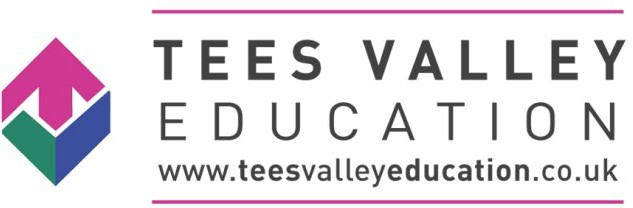 TEES VALLEY
EDUCATION
www.teesvalleyeducation.co.uk